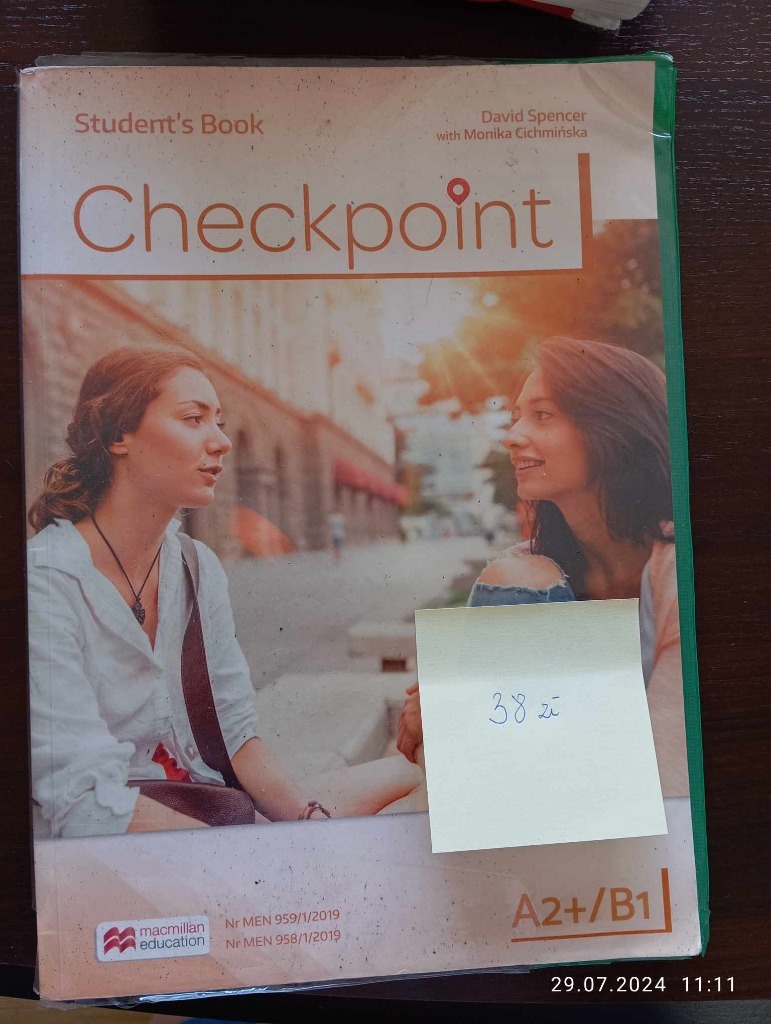 Student's Book
David Spencer
with Monika Cichmińska
Checkpoint
38 zł
macmillan
education
Nr MEN 959/1/2019
Nr MEN 958/1/2019
A2+/B1
29.07.2024 11:11